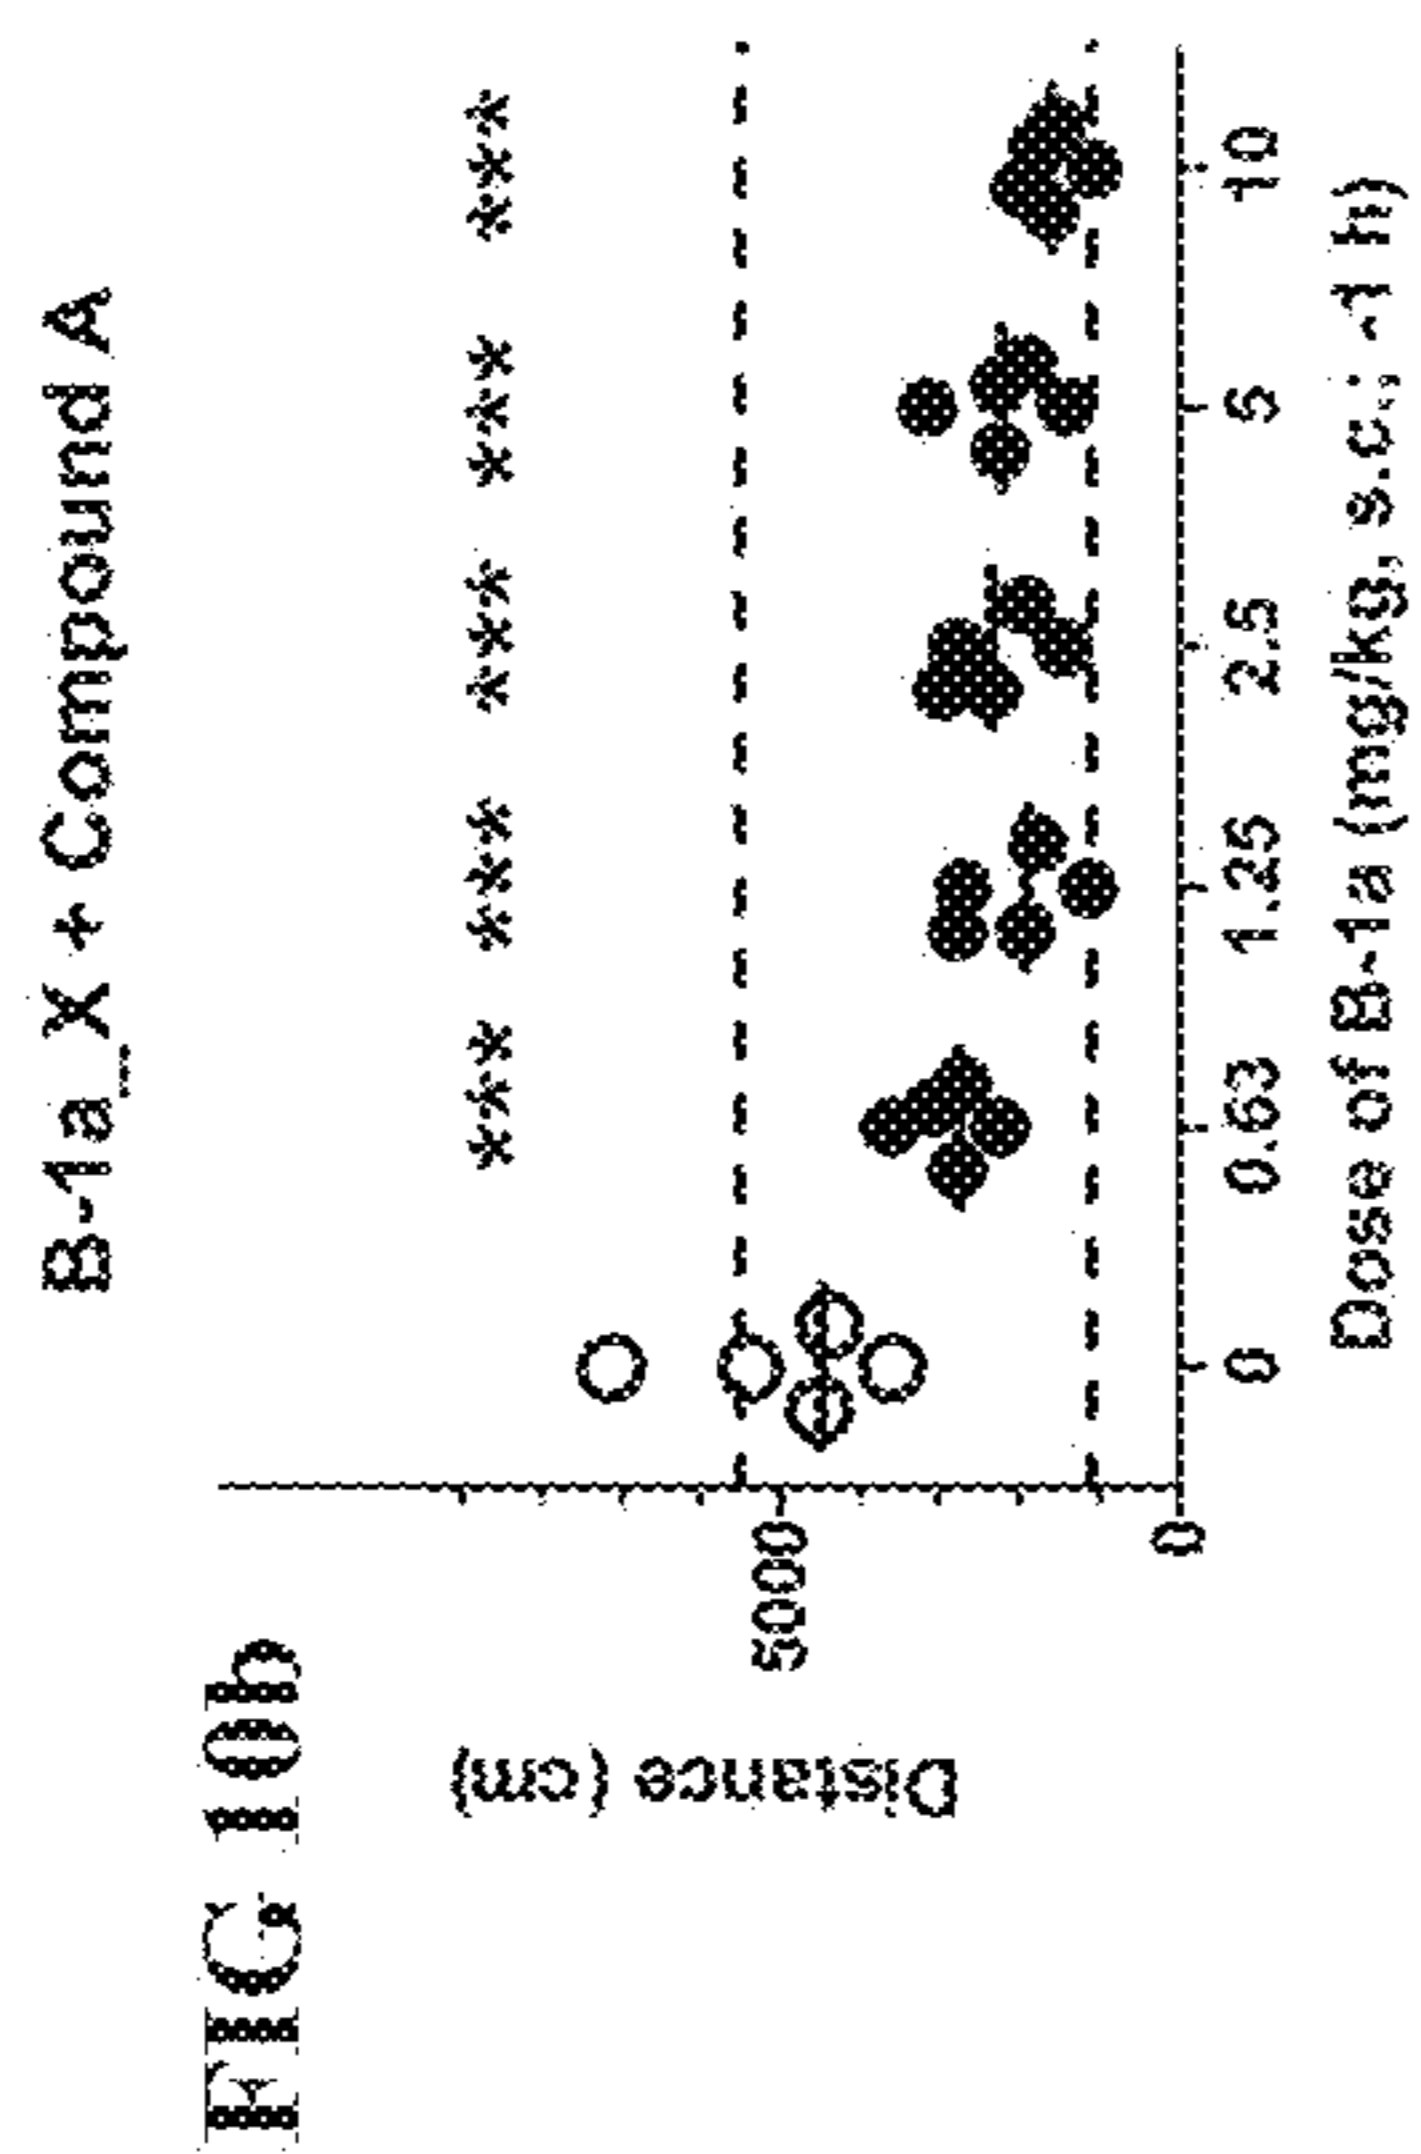 FIG 10b
B-1a_X + Compound A
*** *** *** *** ***
Distance (cm)
5000
0
0 0.63 1.25 2.5 5 10
Dose of B-1a (mg/kg, s.c.; -1 h)